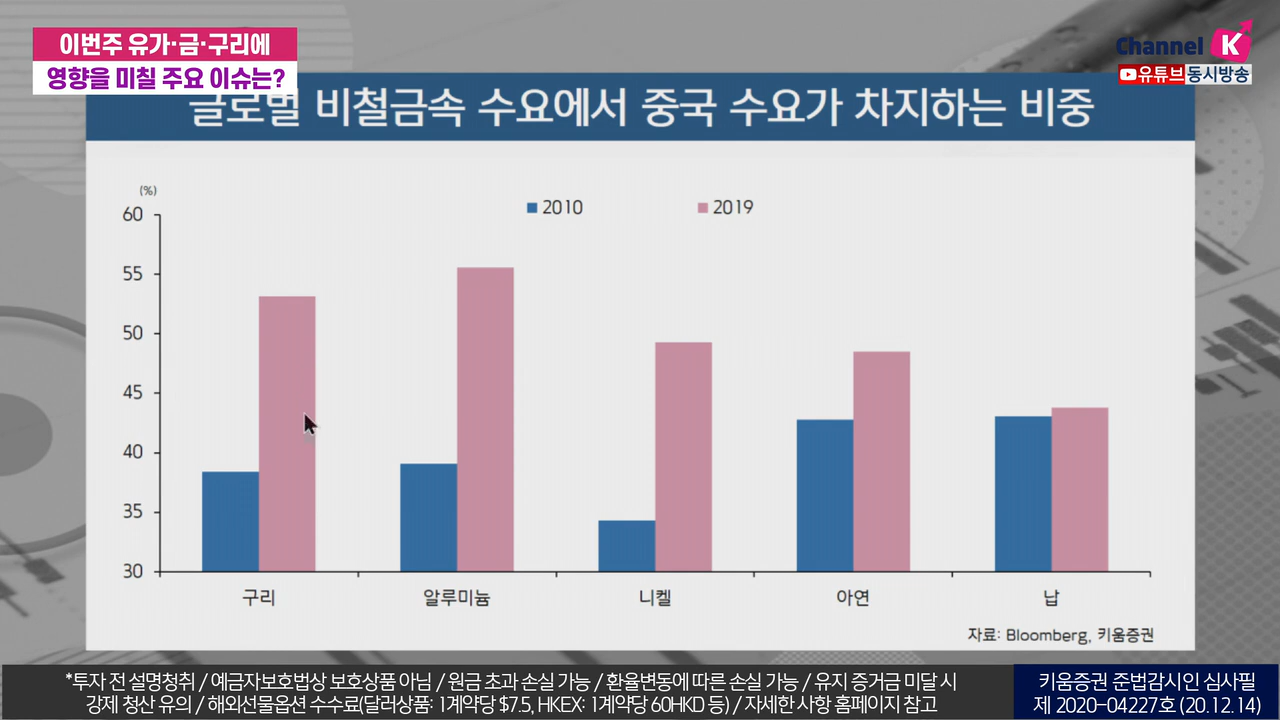 이번주 유가·금·구리에
영향을 미칠 주요 이슈는?
Channel K
유튜브동시방송
글로벌 비철금속 수요에서 중국 수요가 차지하는 비중
(%)
2010 2019
60
55
50
45
40
35
30
구리 알루미늄 니켈 아연 납
자료: Bloomberg, 키움증권
*투자 전 설명청취 / 예금자보호법상 보호상품 아님 / 원금 초과 손실 가능 / 환율변동에 따른 손실 가능 / 유지 증거금 미달 시
강제 청산 유의 / 해외선물옵션 수수료(달러상품: 1계약당 $7.5, HKEX: 1계약당 60HKD 등) / 자세한 사항 홈페이지 참고
키움증권 준법감시인 심사필
제 2020-04227호 (20.12.14)